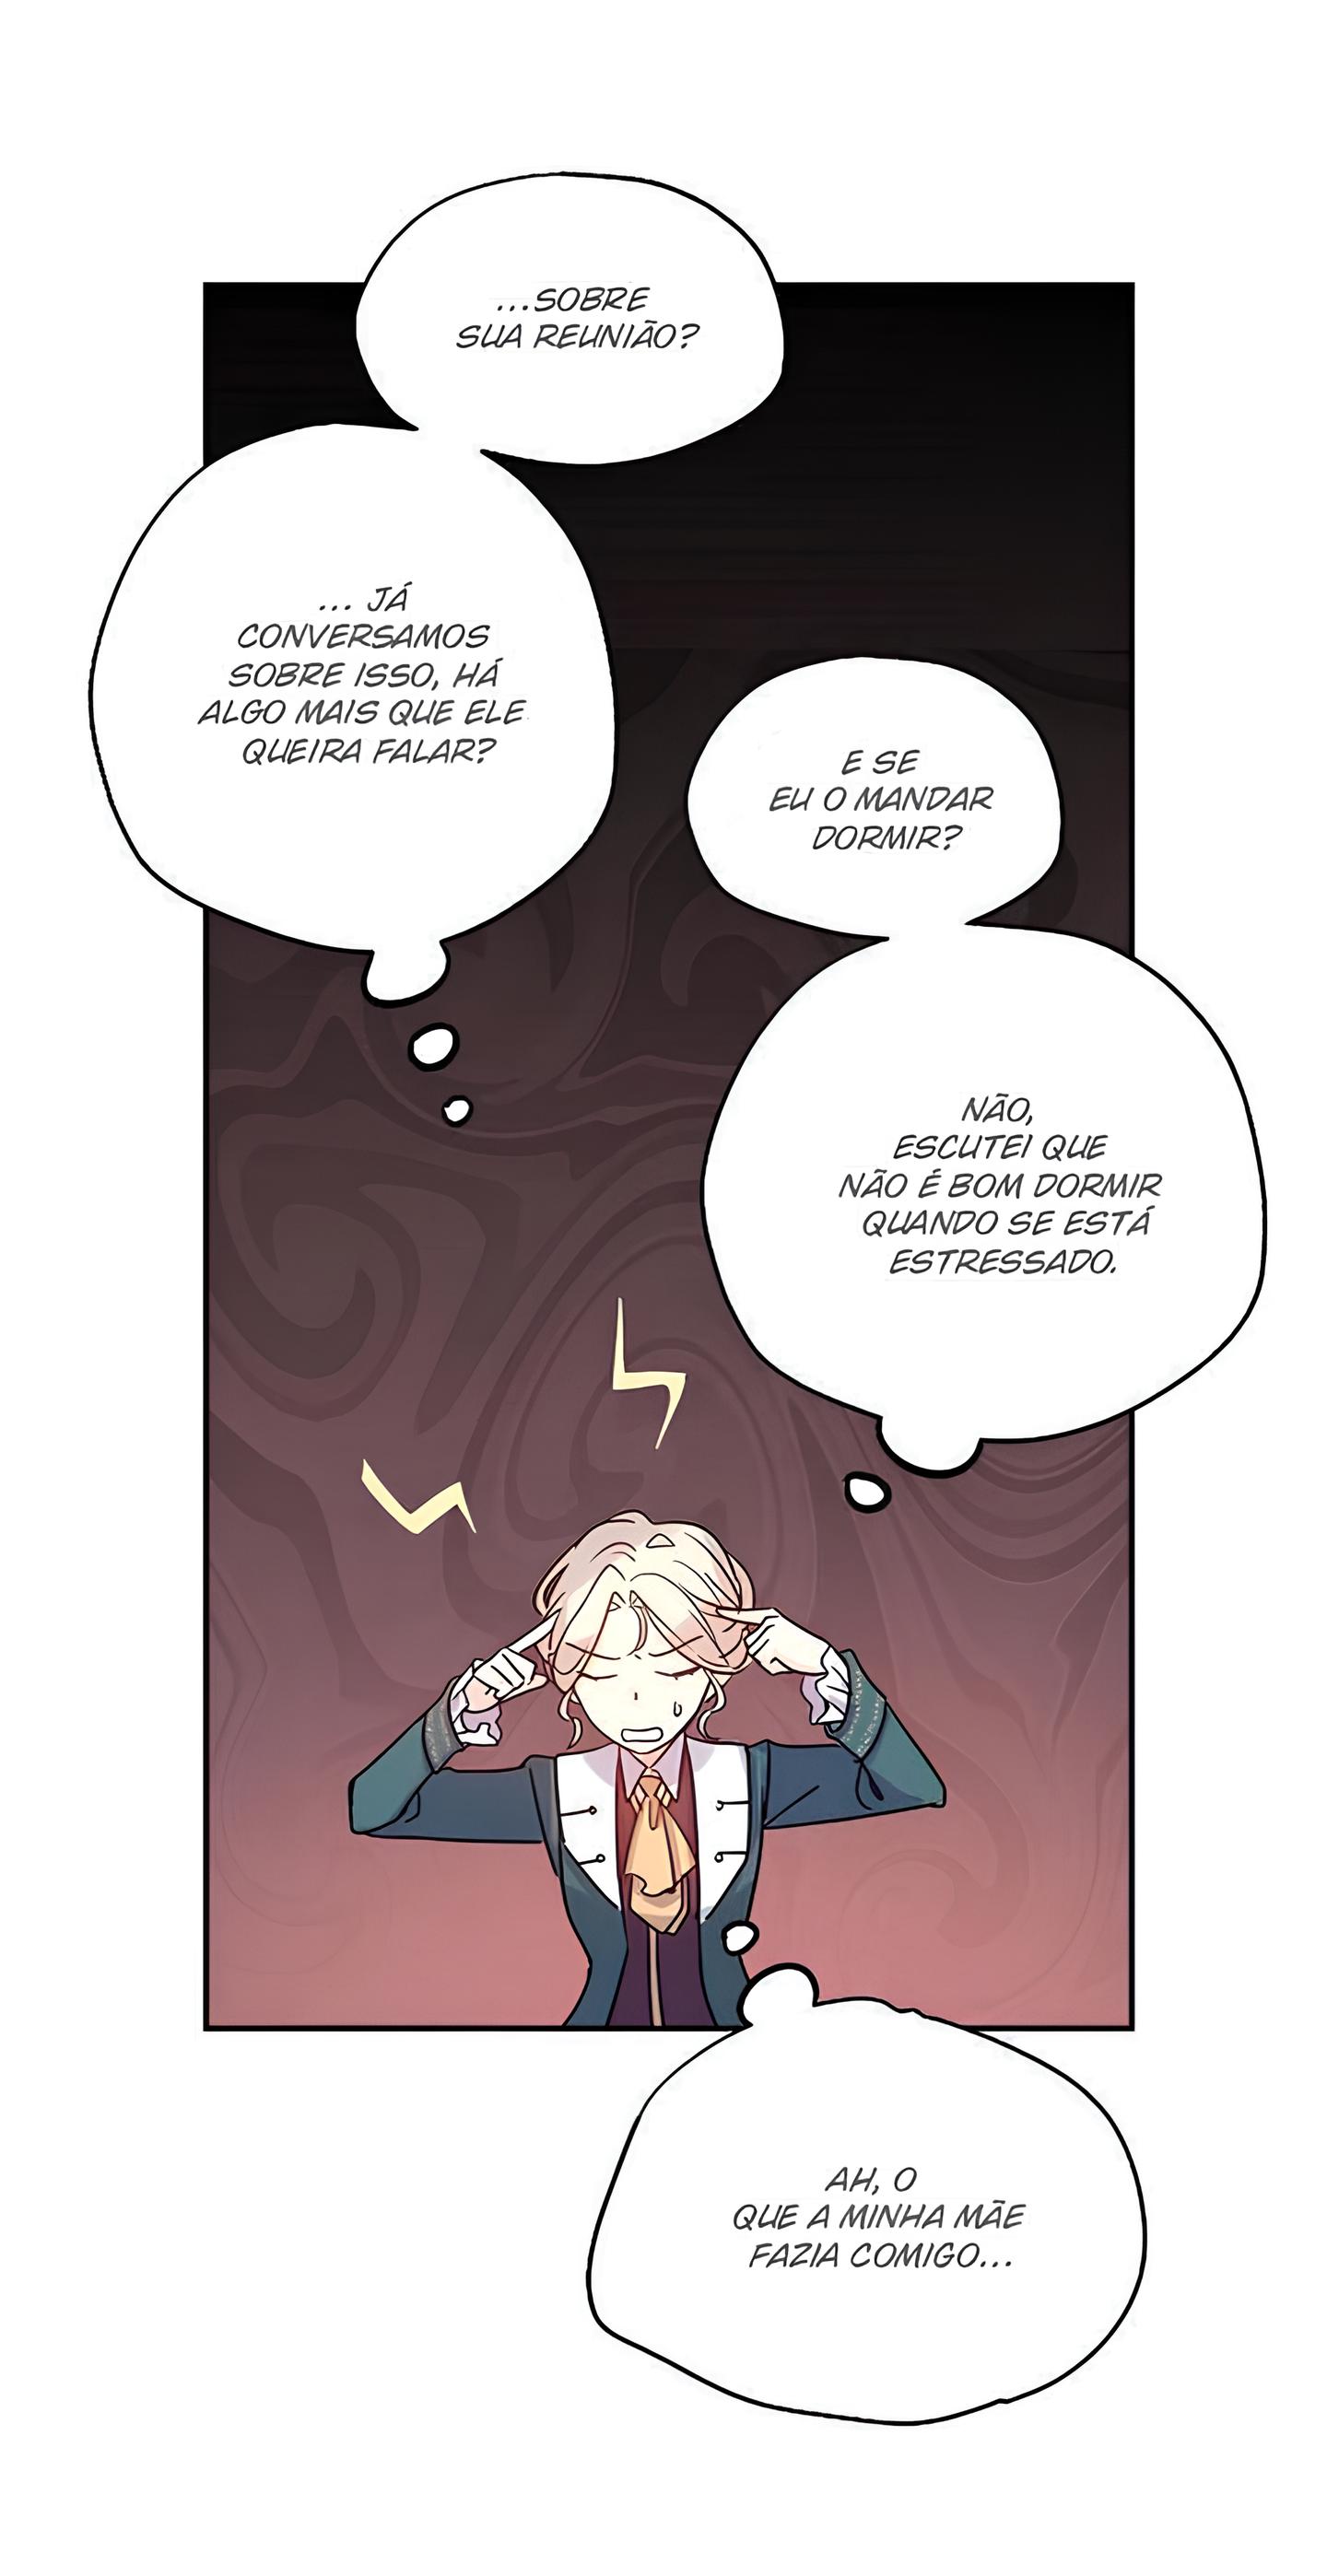 ...SOBRE
SUA REUNIÃO?
... JÁ
CONVERSAMOS
SOBRE ISSO, HÁ
ALGO MAIS QUE ELE
QUEIRA FALAR?
E SE
EU O MANDAR
DORMIR?
NÃO,
ESCUTEI QUE
NÃO É BOM DORMIR
QUANDO SE ESTÁ
ESTRESSADO.
AH, O
QUE A MINHA MÃE
FAZIA COMIGO...